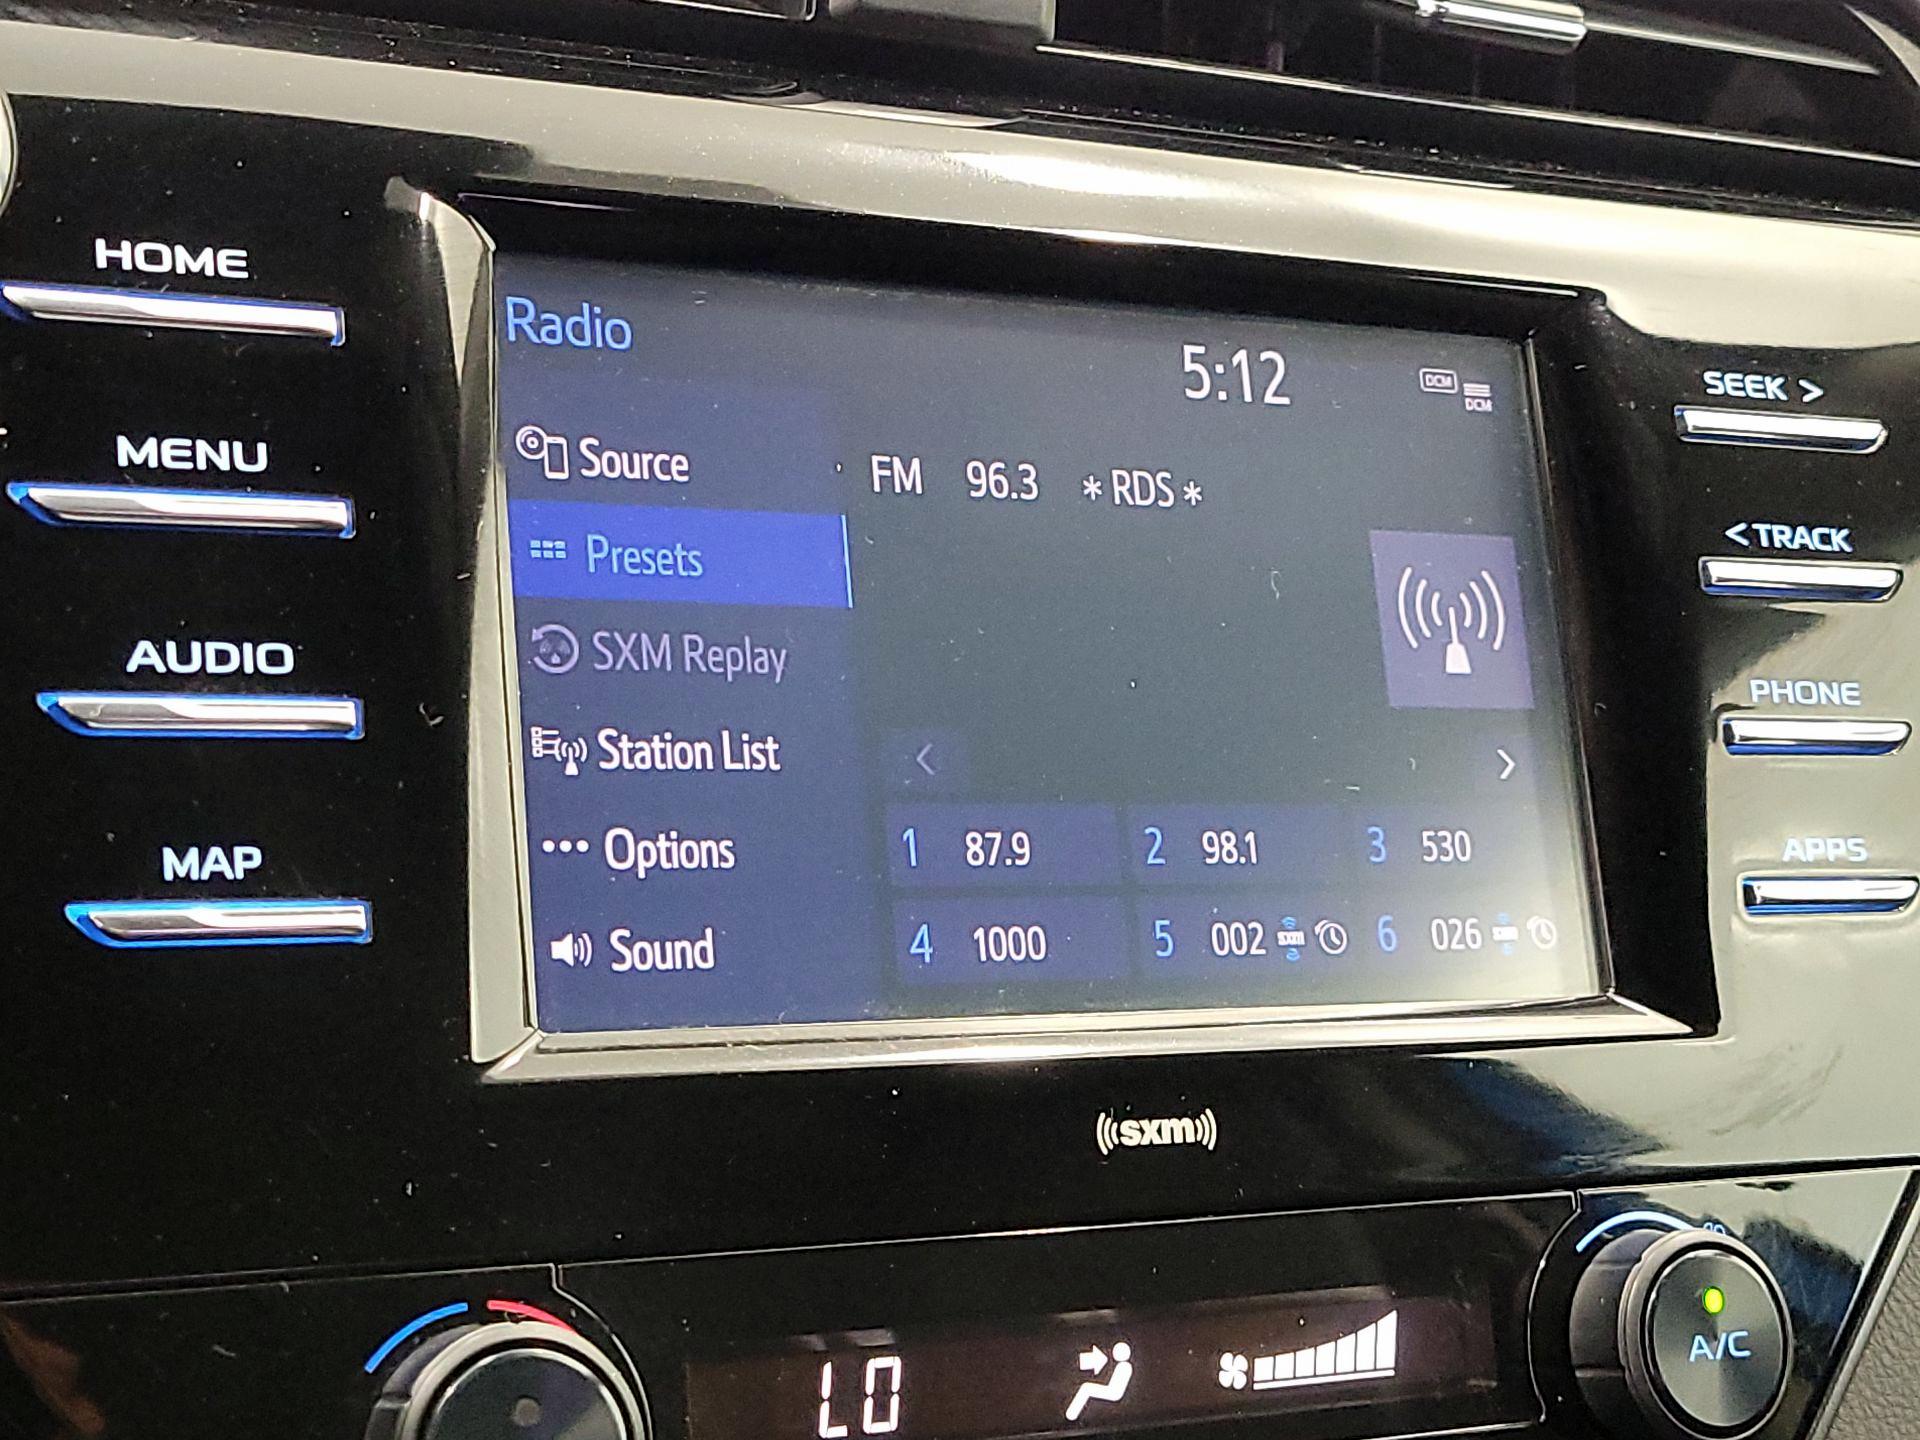 HOME
MENU
AUDIO
MAP
Radio
5:12
DCM
DCM
Source
Presets
SXM Replay
Station List
Options
Sound
FM 96.3 *RDS*
<
>
1 87.9
2 98.1
3 530
4 1000
5 002 sxm
6 026 sxm
SEEK >
< TRACK
PHONE
APPS
((sxm))
LO
A/C